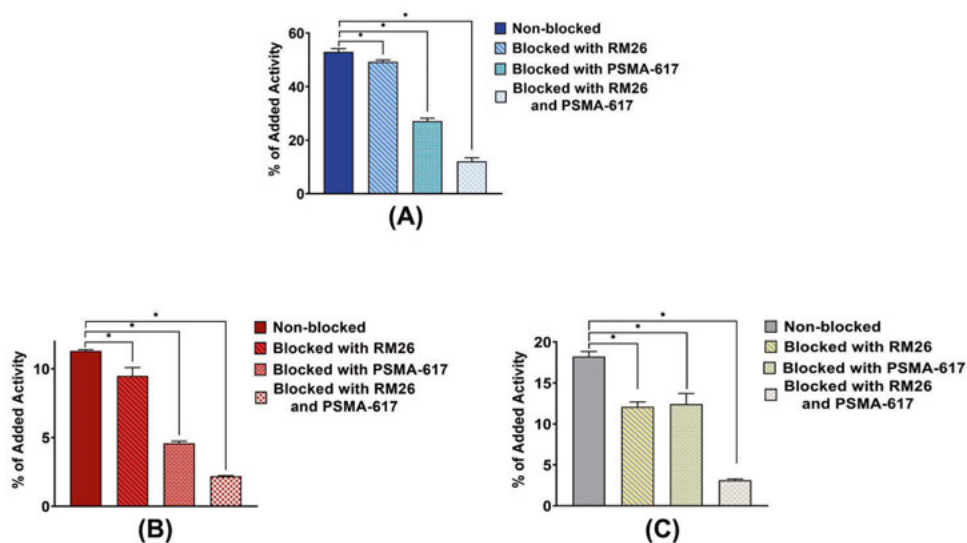 % of Added Activity
60
40
20
0
*
*
*
Non-blocked
Blocked with RM26
Blocked with PSMA-617
Blocked with RM26
and PSMA-617
(A)
% of Added Activity
10
5
0
*
*
*
Non-blocked
Blocked with RM26
Blocked with PSMA-617
Blocked with RM26
and PSMA-617
(B)
% of Added Activity
20
15
10
5
0
*
*
*
Non-blocked
Blocked with RM26
Blocked with PSMA-617
Blocked with RM26
and PSMA-617
(C)